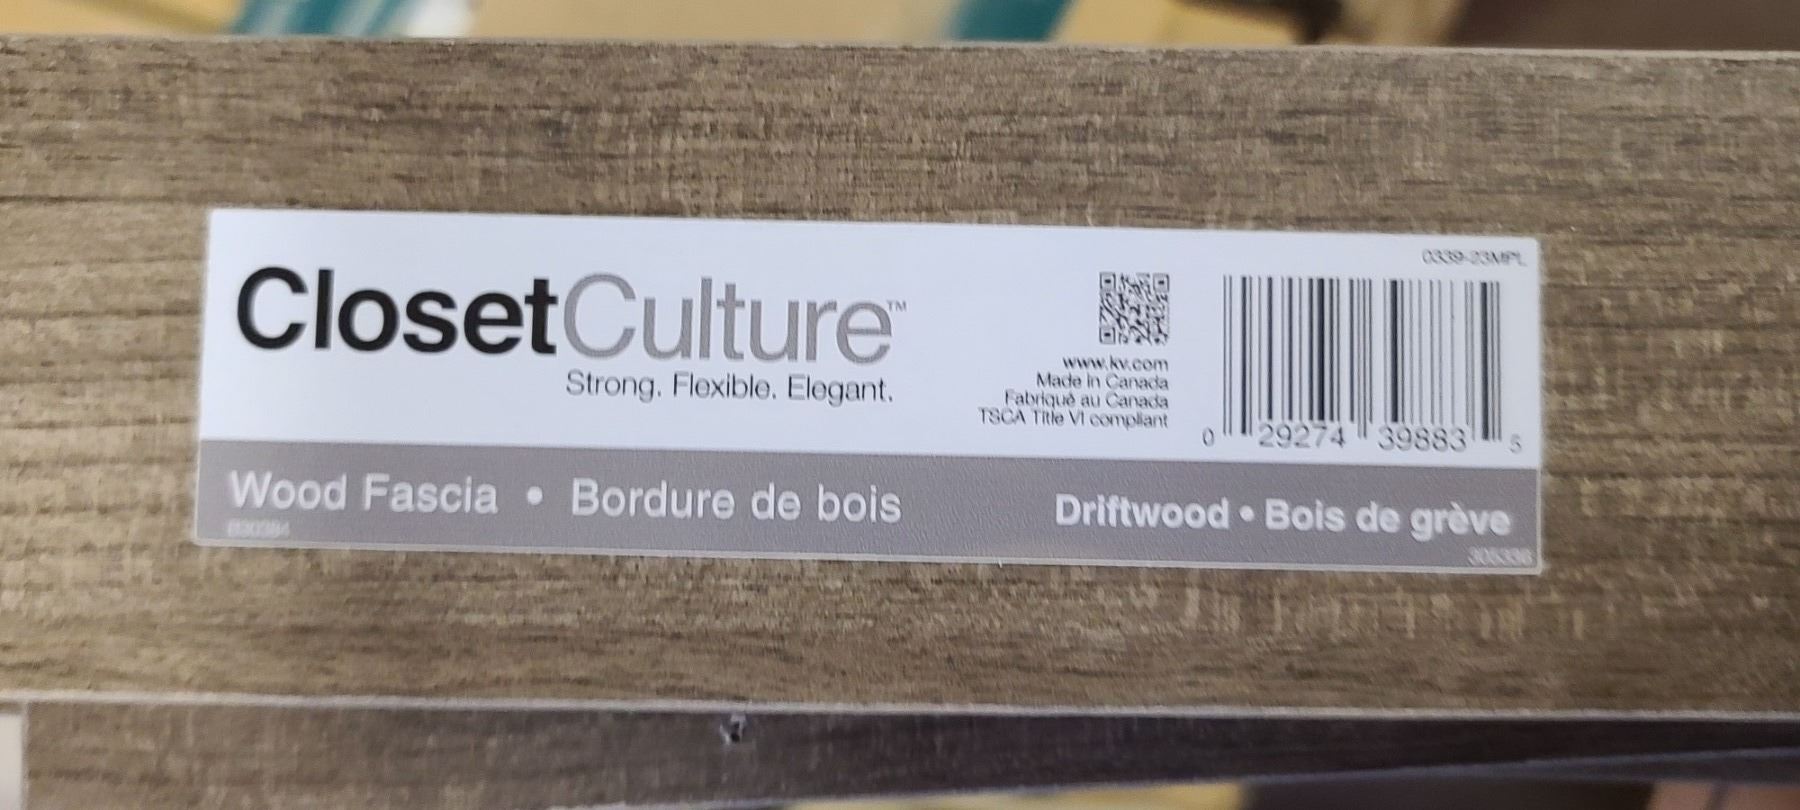 0339-23MPL
ClosetCulture™
Strong. Flexible. Elegant.
www.kv.com
Made in Canada
Fabriqué au Canada
TSCA Title VI compliant
0 29274 39883 5
Wood Fascia • Bordure de bois
Driftwood • Bois de grève